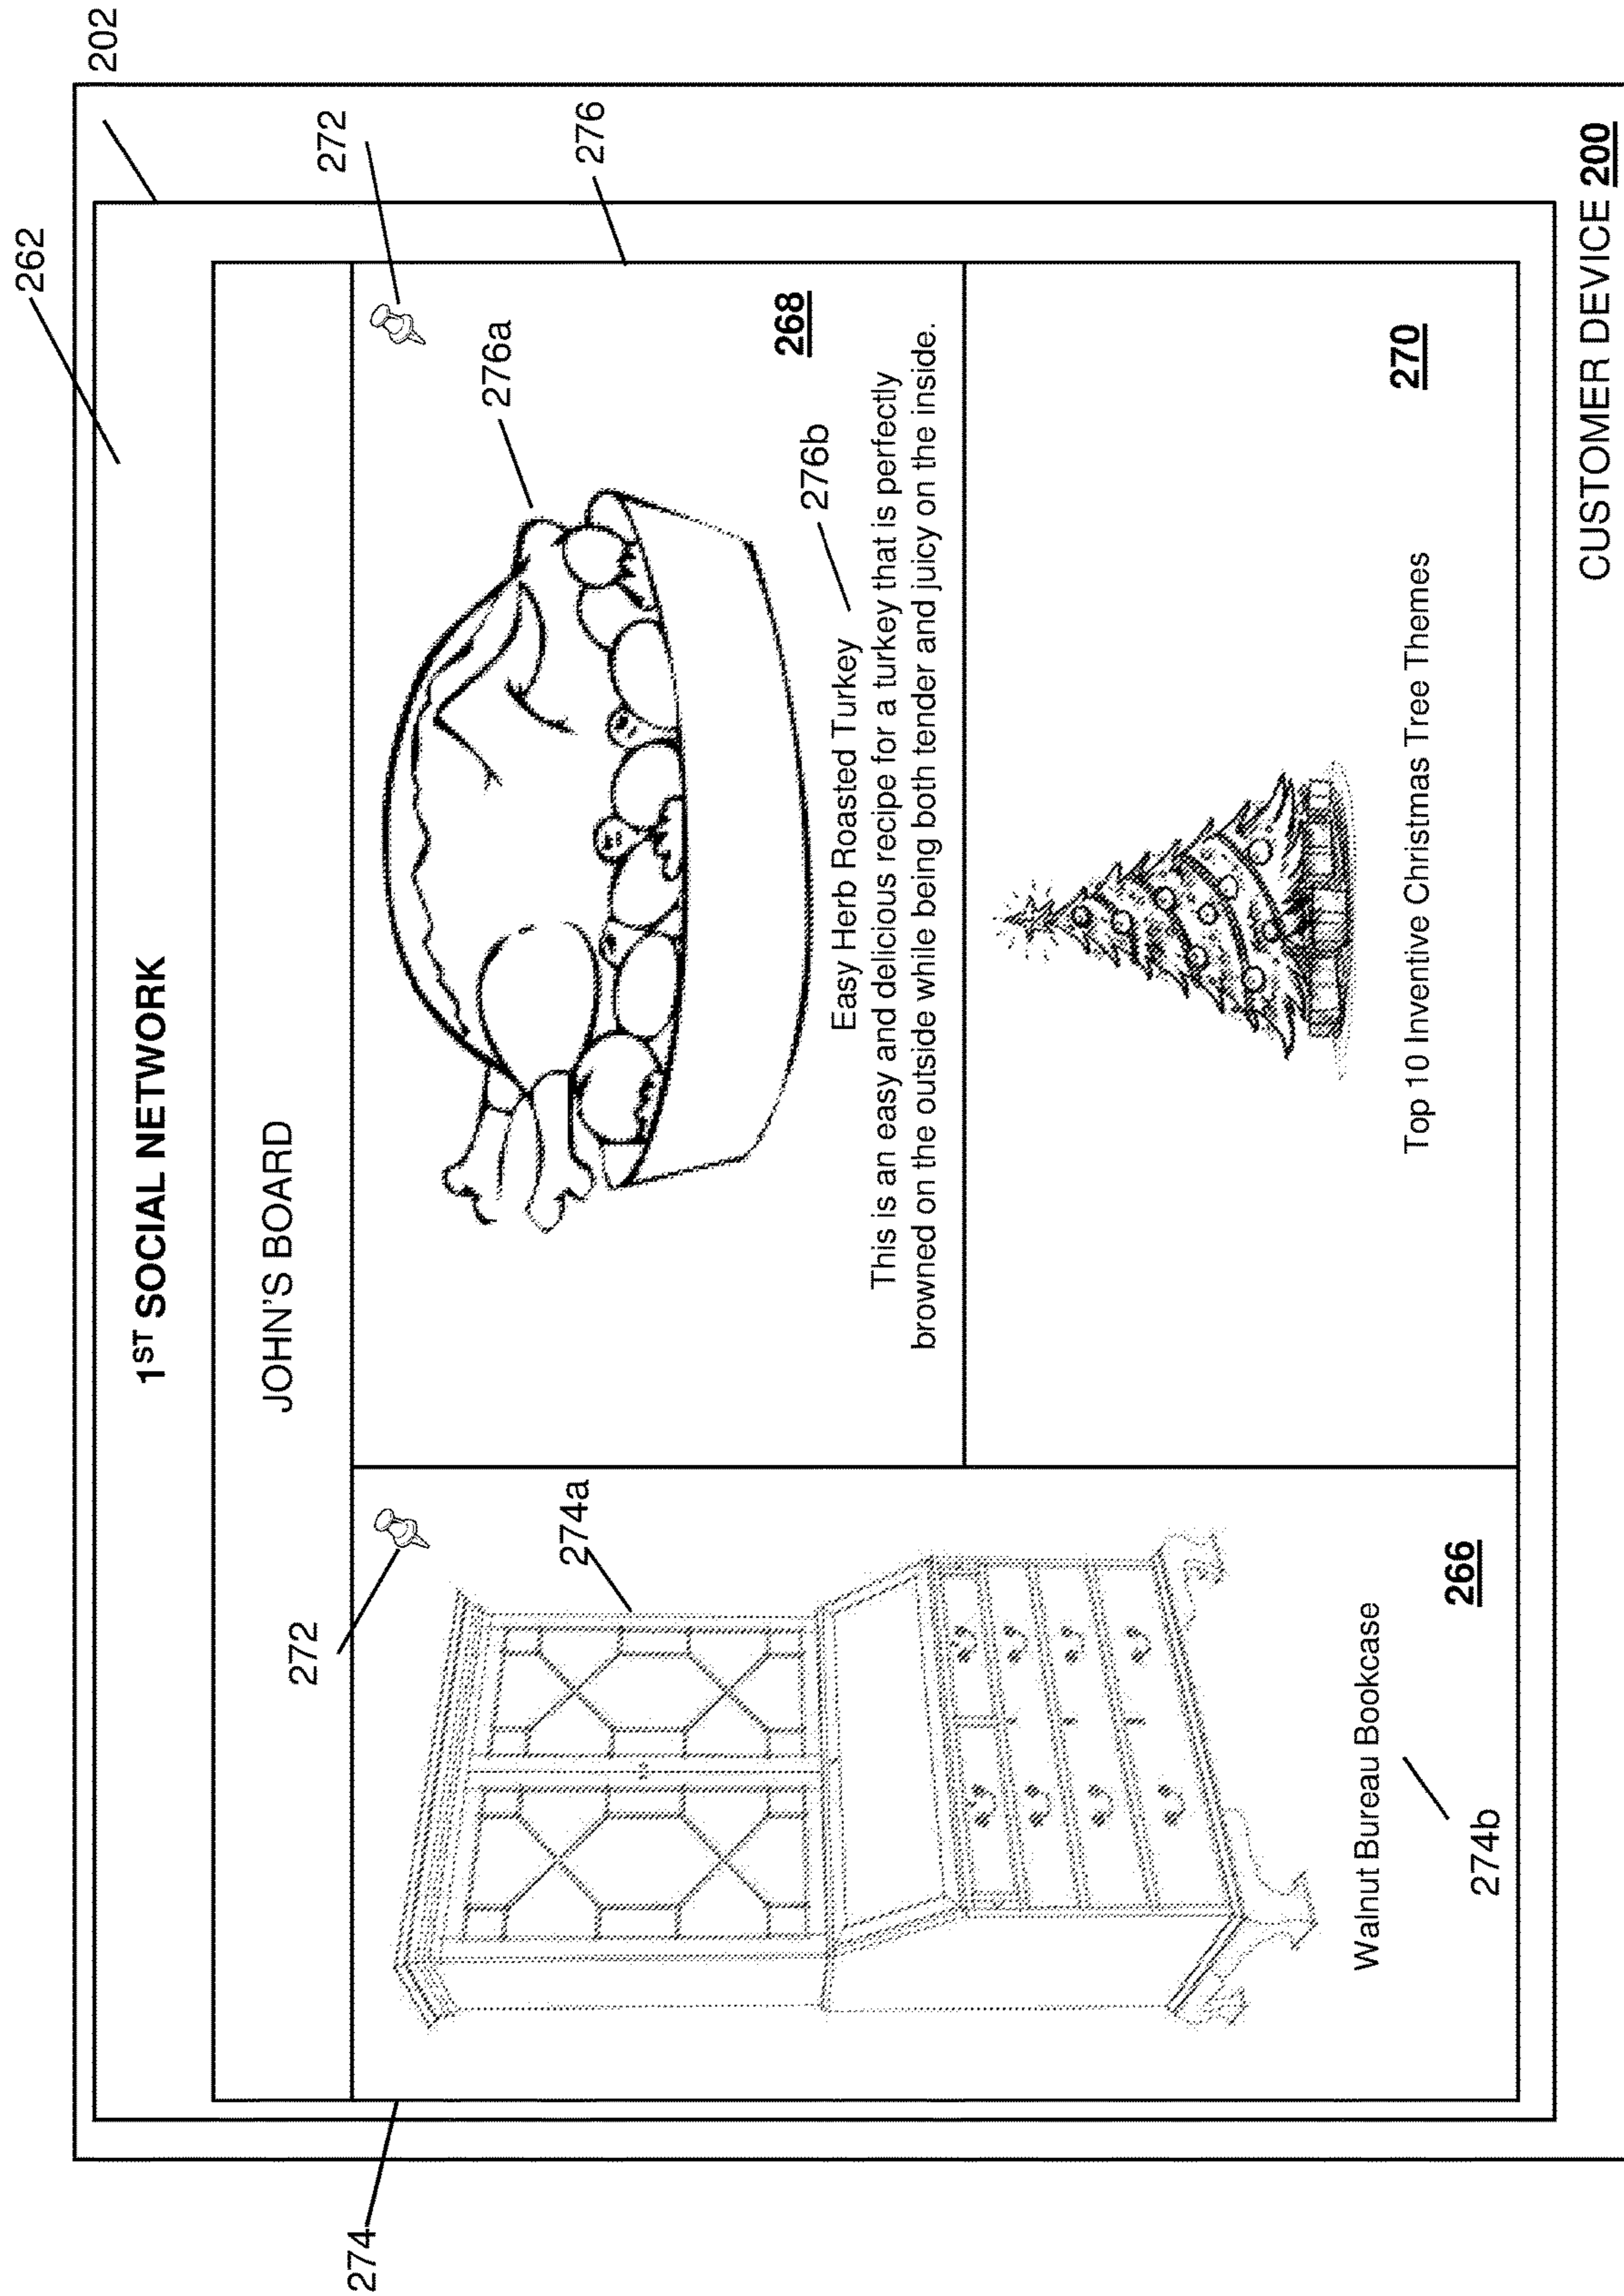 262
202
1ST SOCIAL NETWORK
JOHN'S BOARD
274
272
274a
Walnut Bureau Bookcase
274b
266
272
276
276a
268
276b
Easy Herb Roasted Turkey
This is an easy and delicious recipe for a turkey that is perfectly
browned on the outside while being both tender and juicy on the inside.
Top 10 Inventive Christmas Tree Themes
270
CUSTOMER DEVICE 200